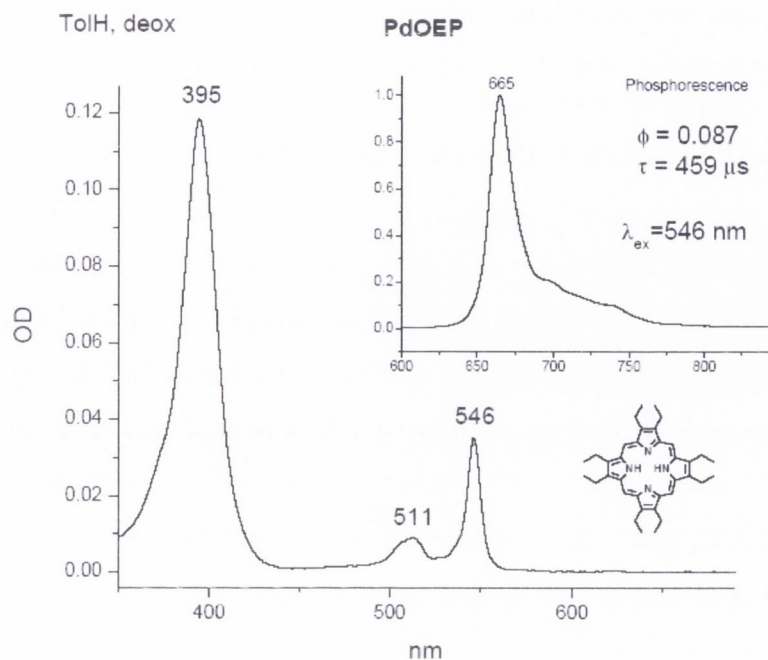 TolH, deox
PdOEP
395
0.12
0.10
0.08
0.06
0.04
0.02
0.00
OD
511
546
400
500
600
nm
665
Phosphorescence
ϕ = 0.087
τ = 459 μs
λex=546 nm
1.0
0.8
0.6
0.4
0.2
0.0
600
650
700
750
800
N
NH
HN
N